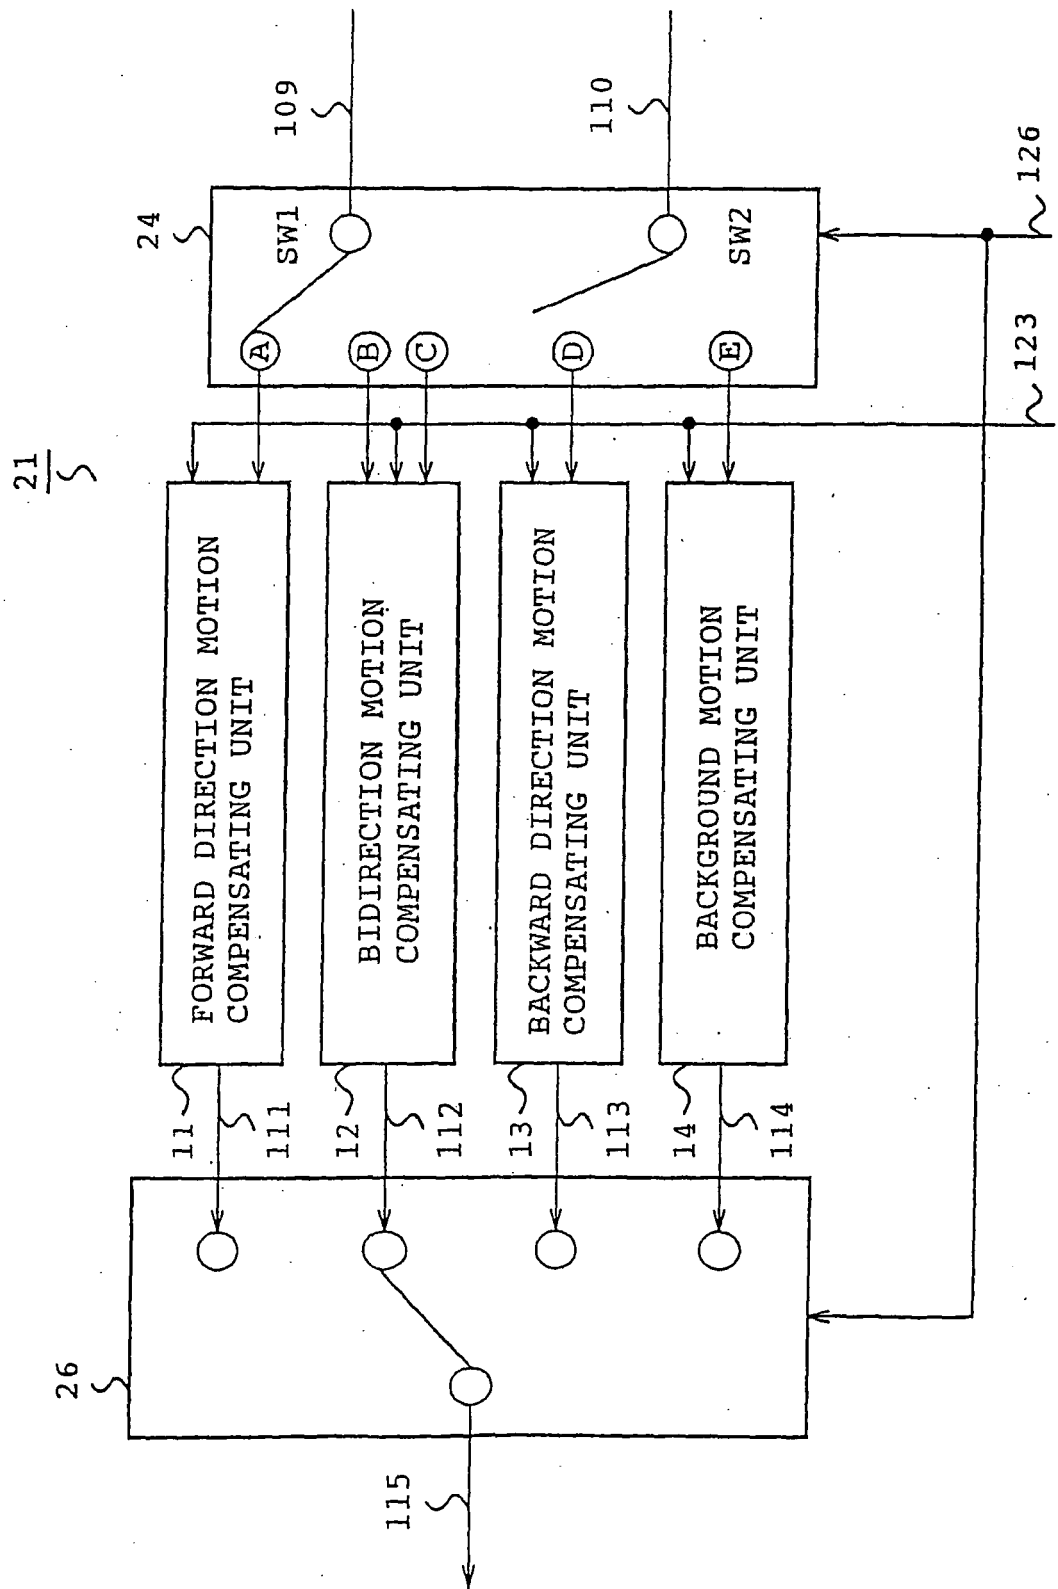 21
24
SW1
109
A
B
C
D
E
SW2
110
126
123
FORWARD DIRECTION MOTION
COMPENSATING UNIT
BIDIRECTION MOTION
COMPENSATING UNIT
BACKWARD DIRECTION MOTION
COMPENSATING UNIT
BACKGROUND MOTION
COMPENSATING UNIT
11
111
12
112
13
113
14
114
26
115